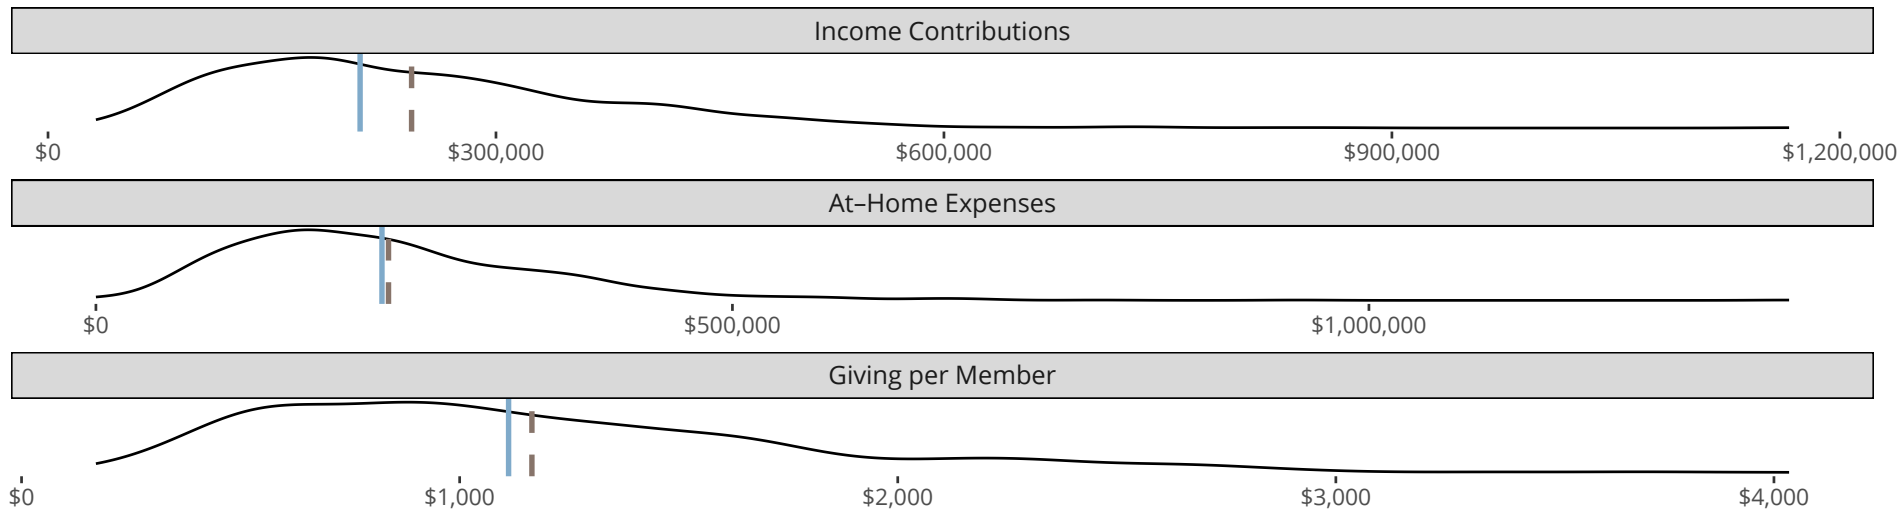 Income Contributions
$0 $300,000 $600,000 $900,000 $1,200,000
At–Home Expenses
$0 $500,000 $1,000,000
Giving per Member
$0 $1,000 $2,000 $3,000 $4,000